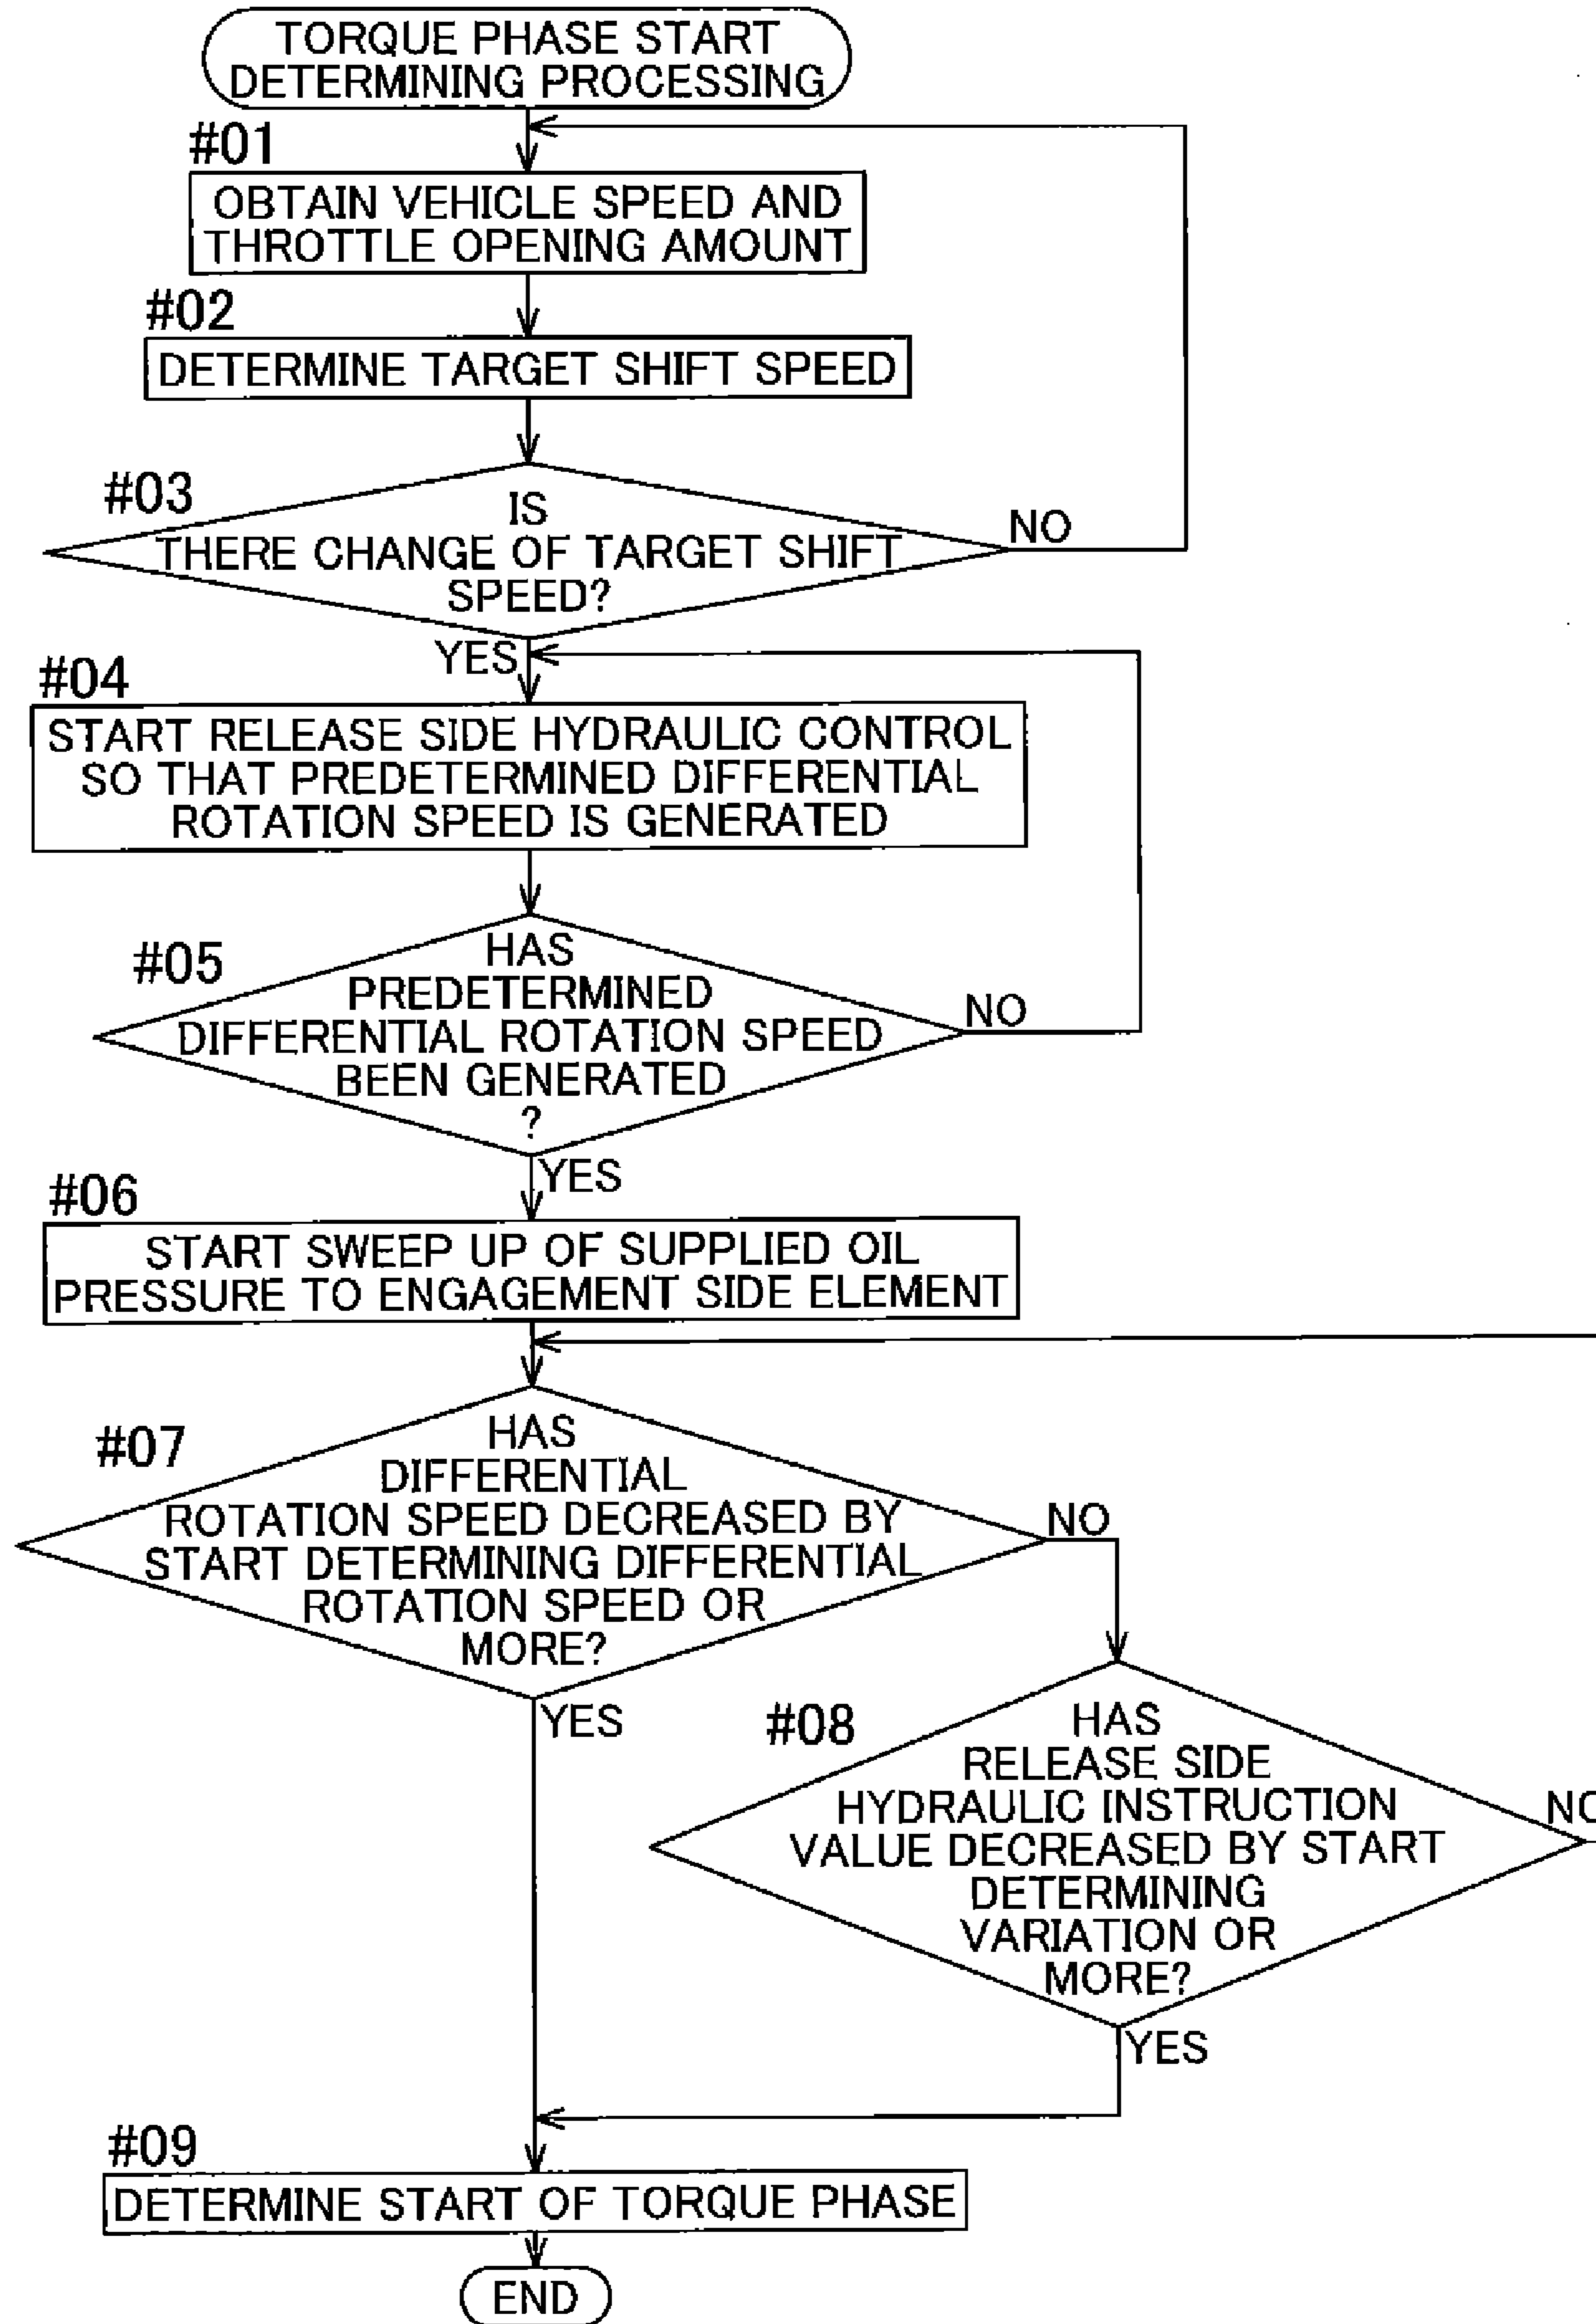 TORQUE PHASE START
DETERMINING PROCESSING
#01
OBTAIN VEHICLE SPEED AND
THROTTLE OPENING AMOUNT
#02
DETERMINE TARGET SHIFT SPEED
#03
IS
THERE CHANGE OF TARGET SHIFT
SPEED?
NO
YES
#04
START RELEASE SIDE HYDRAULIC CONTROL
SO THAT PREDETERMINED DIFFERENTIAL
ROTATION SPEED IS GENERATED
#05
HAS
PREDETERMINED
DIFFERENTIAL ROTATION SPEED
BEEN GENERATED
?
NO
YES
#06
START SWEEP UP OF SUPPLIED OIL
PRESSURE TO ENGAGEMENT SIDE ELEMENT
#07
HAS
DIFFERENTIAL
ROTATION SPEED DECREASED BY
START DETERMINING DIFFERENTIAL
ROTATION SPEED OR
MORE?
NO
YES
#08
HAS
RELEASE SIDE
HYDRAULIC INSTRUCTION
VALUE DECREASED BY START
DETERMINING
VARIATION OR
MORE?
NO
YES
#09
DETERMINE START OF TORQUE PHASE
END